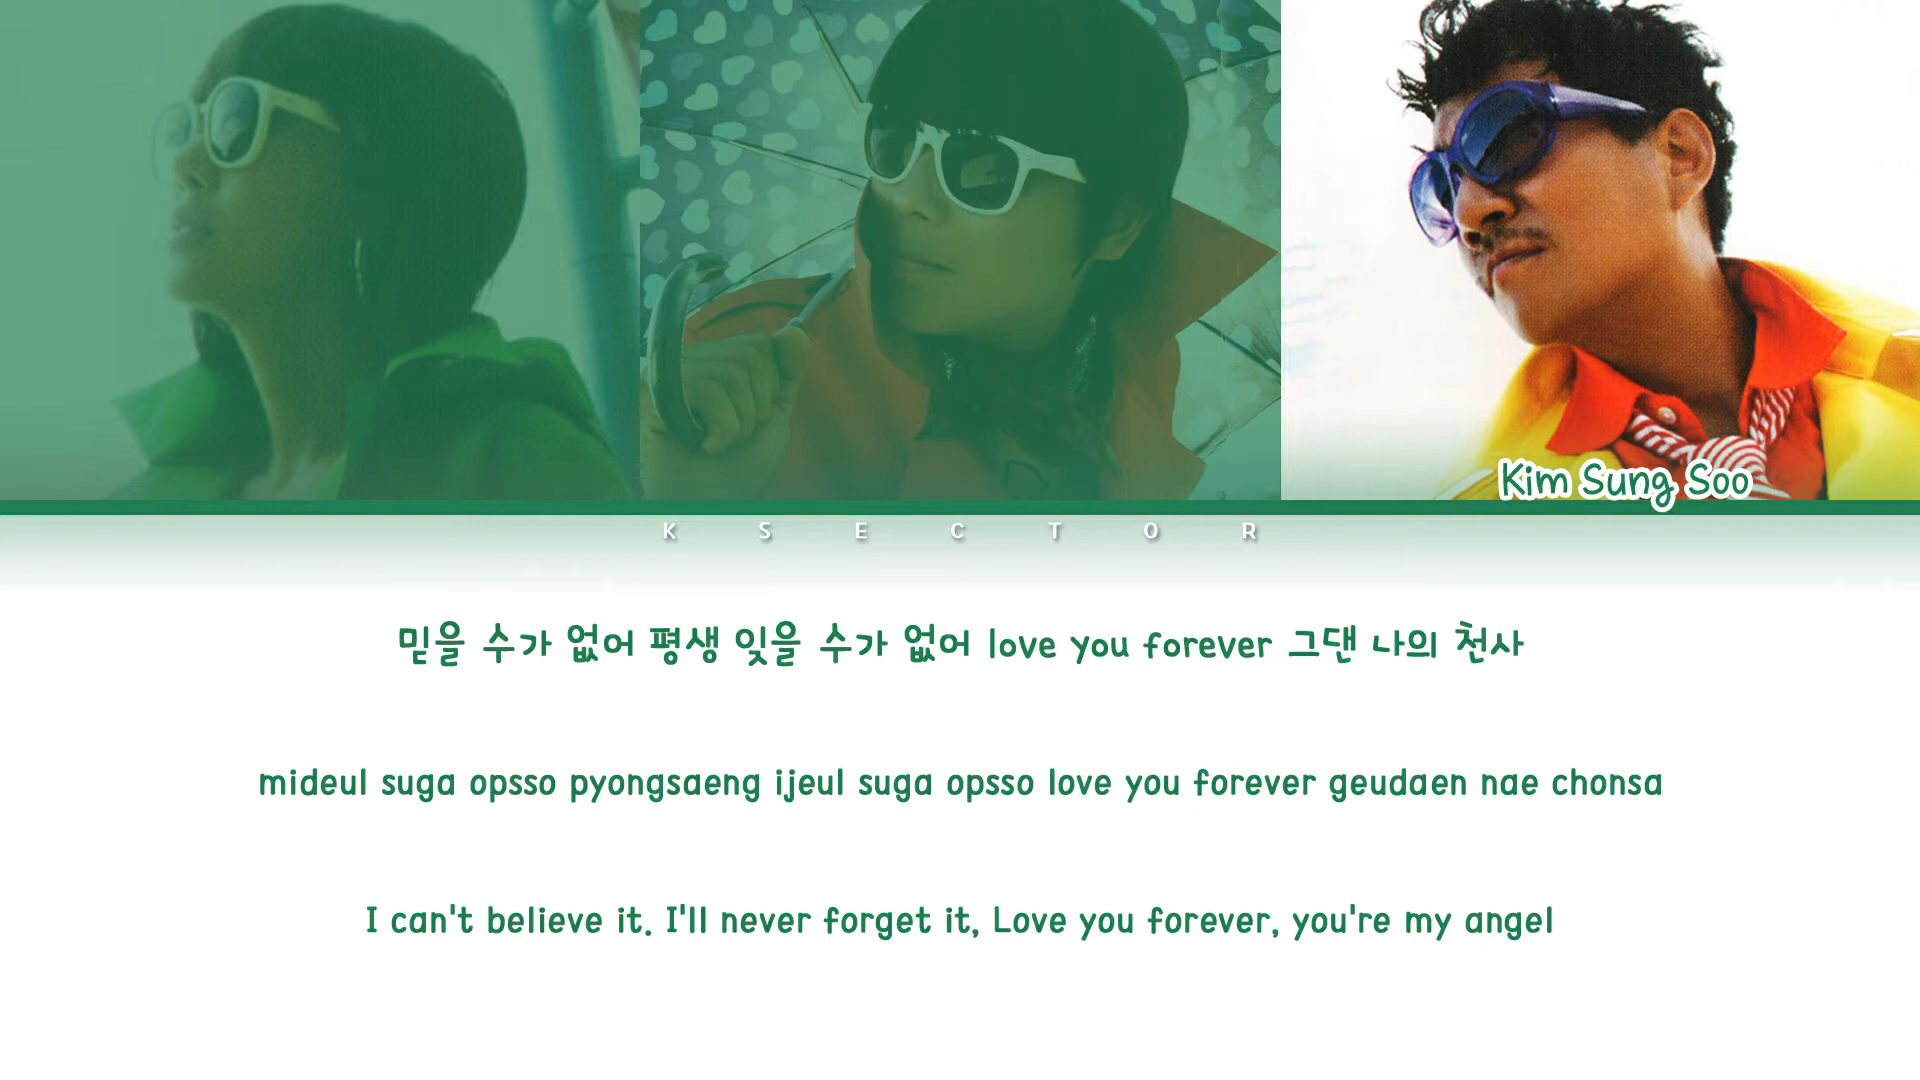 Kim Sung Soo
K S E C T O R
믿을 수가 없어 평생 잊을 수가 없어 love you forever 그댄 나의 천사
mideul suga opsso pyongsaeng ijeul suga opsso love you forever geudaen nae chonsa
I can't believe it. I'll never forget it, Love you forever, you're my angel